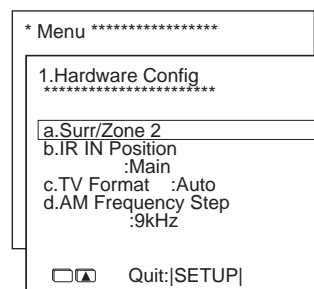 * Menu *****************
1.Hardware Config
***********************
a.Surr/Zone 2
b.IR IN Position
:Main
c.TV Format :Auto
d.AM Frequency Step
:9kHz
Quit:|SETUP|